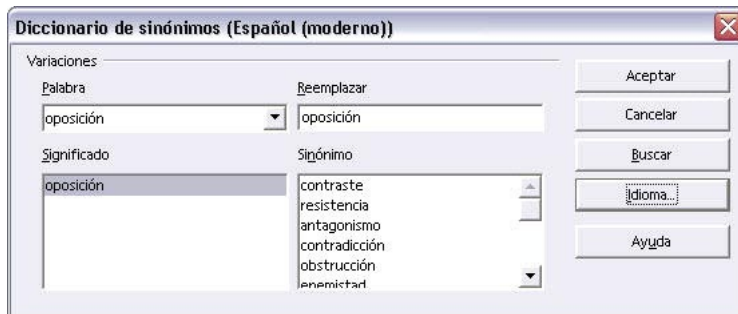 Diccionario de sinónimos (Español (moderno))
Variaciones
Palabra
Reemplazar
oposición
oposición
Significado
Sinónimo
oposición
contraste
resistencia
antagonismo
contradicción
obstrucción
enemistad
Aceptar
Cancelar
Buscar
Idioma...
Ayuda